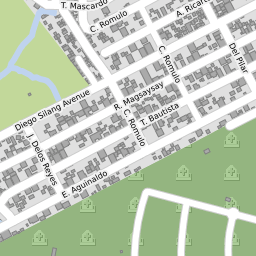 T. Mascardo
C. Romulo
A. Ricarte
Del Pilar
C. Romulo
Diego Silang Avenue
R. Magsaysay
C. Romulo
T. Bautista
J. Delos Reyes
E. Aguinaldo